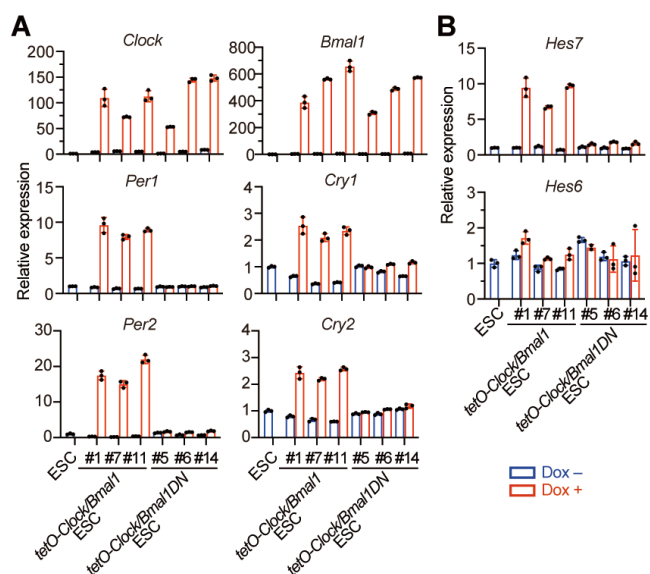 A
B
Clock
Bmal1
Hes7
Relative expression
150
125
100
75
50
25
0
800
600
400
200
0
15
10
5
0
Relative expression
Per1
Cry1
Hes6
15
10
5
0
4
3
2
1
0
3
2
1
0
Per2
Cry2
30
20
10
0
4
3
2
1
0
ESC
#1 #7 #11 #5 #6 #14
tetO-Clock/Bmal1
ESC
tetO-Clock/Bmal1DN
ESC
ESC
#1 #7 #11 #5 #6 #14
tetO-Clock/Bmal1
ESC
tetO-Clock/Bmal1DN
ESC
ESC
#1 #7 #11 #5 #6 #14
tetO-Clock/Bmal1
ESC
tetO-Clock/Bmal1DN
ESC
Dox –
Dox +